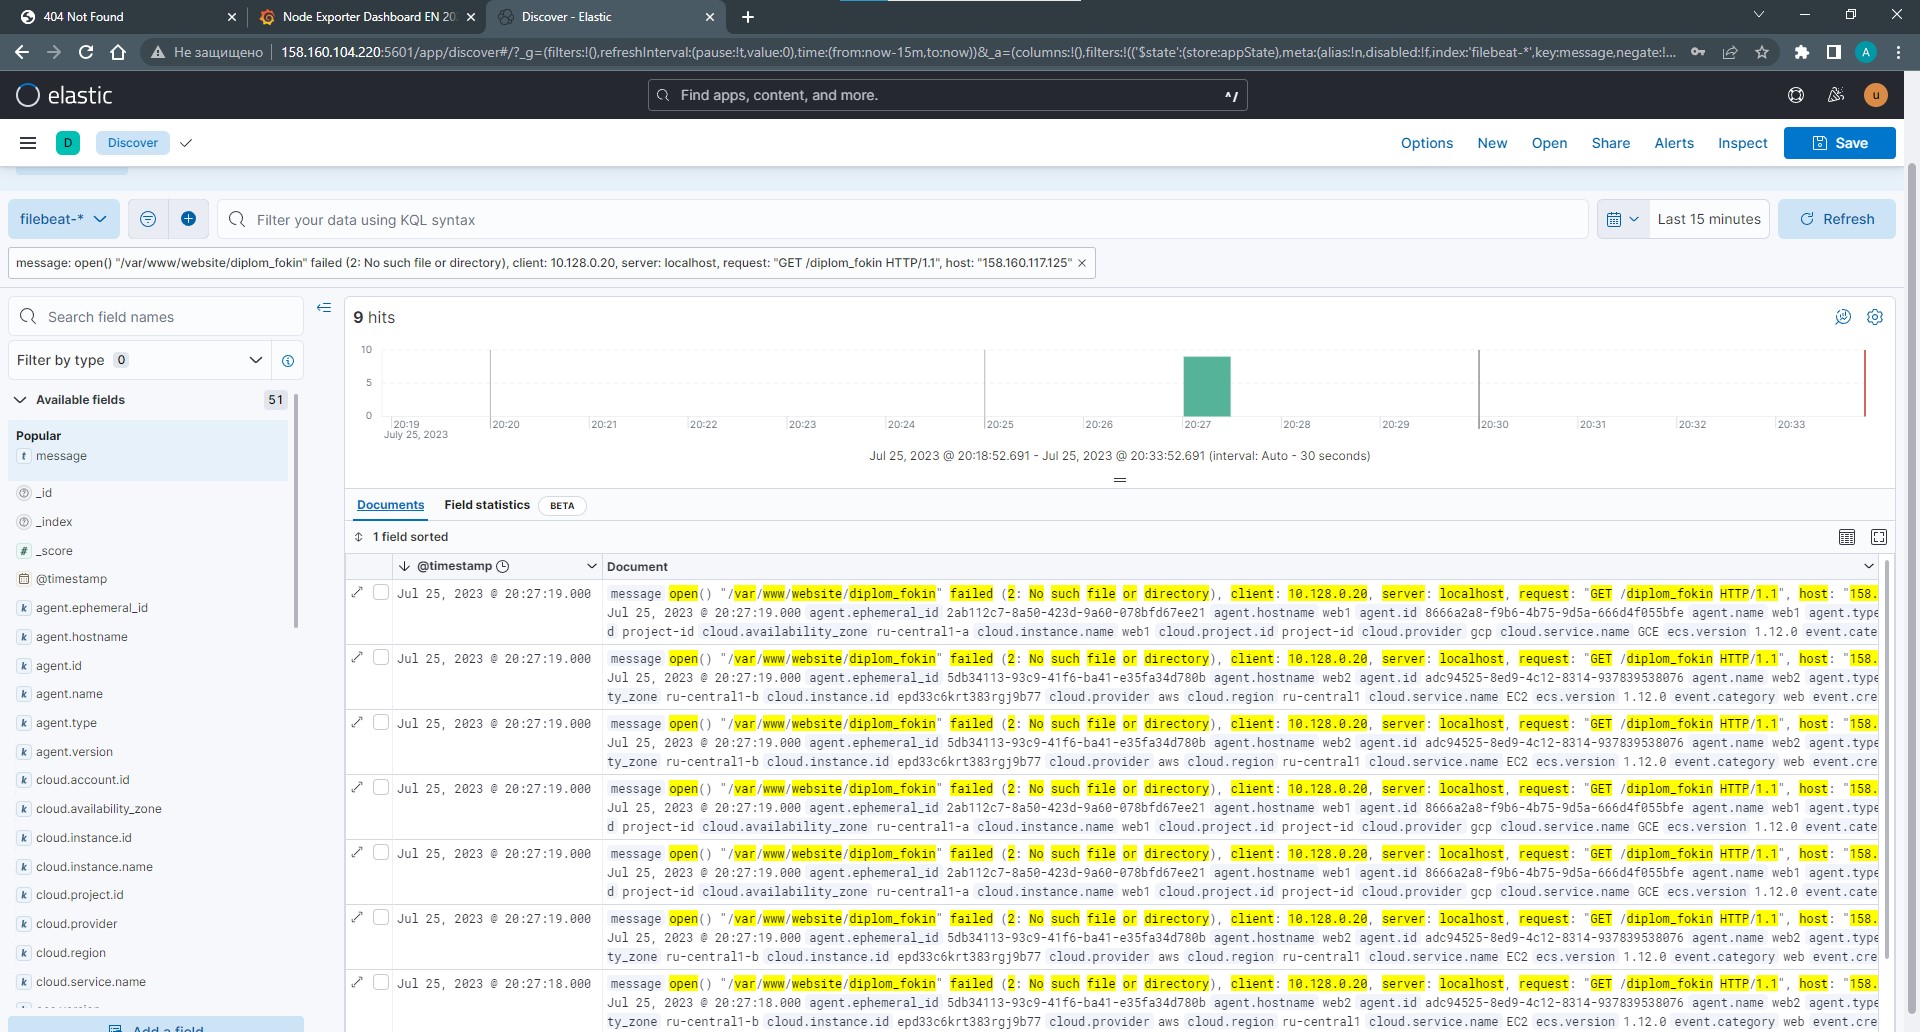 404 Not Found
Node Exporter Dashboard EN 20
Discover - Elastic
Не защищено
158.160.104.220:5601/app/discover#/?_g=(filters:!(),refreshInterval:(pause:!t,value:0),time:(from:now-15m,to:now))&_a=(columns:!(),filters:!(('$state':(store:appState),meta:(alias:!n,disabled:!f,index:'filebeat-*',key:message,negate:!...
A
elastic
Find apps, content, and more.
^/
u
D
Discover
Options
New
Open
Share
Alerts
Inspect
Save
filebeat-*
Filter your data using KQL syntax
Last 15 minutes
Refresh
message: open() "/var/www/website/diplom_fokin" failed (2: No such file or directory), client: 10.128.0.20, server: localhost, request: "GET /diplom_fokin HTTP/1.1", host: "158.160.117.125" ×
Search field names
Filter by type 0
Available fields 51
Popular
t message
_id
_index
# _score
@timestamp
k agent.ephemeral_id
k agent.hostname
k agent.id
k agent.name
k agent.type
k agent.version
k cloud.account.id
k cloud.availability_zone
k cloud.instance.id
k cloud.instance.name
k cloud.project.id
k cloud.provider
k cloud.region
k cloud.service.name
Add a field
9 hits
10
5
0
20:19
July 25, 2023
20:20
20:21
20:22
20:23
20:24
20:25
20:26
20:27
20:28
20:29
20:30
20:31
20:32
20:33
Jul 25, 2023 @ 20:18:52.691 - Jul 25, 2023 @ 20:33:52.691 (interval: Auto - 30 seconds)
Documents
Field statistics
BETA
1 field sorted
@timestamp
Document
Jul 25, 2023 @ 20:27:19.000 message open() "/var/www/website/diplom_fokin" failed (2: No such file or directory), client: 10.128.0.20, server: localhost, request: "GET /diplom_fokin HTTP/1.1", host: "158.
Jul 25, 2023 @ 20:27:19.000 agent.ephemeral_id 2ab112c7-8a50-423d-9a60-078bfd67ee21 agent.hostname web1 agent.id 8666a2a8-f9b6-4b75-9d5a-666d4f055bfe agent.name web1 agent.type
d project-id cloud.availability_zone ru-central1-a cloud.instance.name web1 cloud.project.id project-id cloud.provider gcp cloud.service.name GCE ecs.version 1.12.0 event.cate
Jul 25, 2023 @ 20:27:19.000 message open() "/var/www/website/diplom_fokin" failed (2: No such file or directory), client: 10.128.0.20, server: localhost, request: "GET /diplom_fokin HTTP/1.1", host: "158.
Jul 25, 2023 @ 20:27:19.000 agent.ephemeral_id 5db34113-93c9-41f6-ba41-e35fa34d780b agent.hostname web2 agent.id adc94525-8ed9-4c12-8314-937839538076 agent.name web2 agent.type
ty_zone ru-central1-b cloud.instance.id epd33c6krt383rgj9b77 cloud.provider aws cloud.region ru-central1 cloud.service.name EC2 ecs.version 1.12.0 event.category web event.cre
Jul 25, 2023 @ 20:27:19.000 message open() "/var/www/website/diplom_fokin" failed (2: No such file or directory), client: 10.128.0.20, server: localhost, request: "GET /diplom_fokin HTTP/1.1", host: "158.
Jul 25, 2023 @ 20:27:19.000 agent.ephemeral_id 5db34113-93c9-41f6-ba41-e35fa34d780b agent.hostname web2 agent.id adc94525-8ed9-4c12-8314-937839538076 agent.name web2 agent.type
ty_zone ru-central1-b cloud.instance.id epd33c6krt383rgj9b77 cloud.provider aws cloud.region ru-central1 cloud.service.name EC2 ecs.version 1.12.0 event.category web event.cre
Jul 25, 2023 @ 20:27:19.000 message open() "/var/www/website/diplom_fokin" failed (2: No such file or directory), client: 10.128.0.20, server: localhost, request: "GET /diplom_fokin HTTP/1.1", host: "158.
Jul 25, 2023 @ 20:27:19.000 agent.ephemeral_id 2ab112c7-8a50-423d-9a60-078bfd67ee21 agent.hostname web1 agent.id 8666a2a8-f9b6-4b75-9d5a-666d4f055bfe agent.name web1 agent.type
d project-id cloud.availability_zone ru-central1-a cloud.instance.name web1 cloud.project.id project-id cloud.provider gcp cloud.service.name GCE ecs.version 1.12.0 event.cate
Jul 25, 2023 @ 20:27:19.000 message open() "/var/www/website/diplom_fokin" failed (2: No such file or directory), client: 10.128.0.20, server: localhost, request: "GET /diplom_fokin HTTP/1.1", host: "158.
Jul 25, 2023 @ 20:27:19.000 agent.ephemeral_id 2ab112c7-8a50-423d-9a60-078bfd67ee21 agent.hostname web1 agent.id 8666a2a8-f9b6-4b75-9d5a-666d4f055bfe agent.name web1 agent.type
d project-id cloud.availability_zone ru-central1-a cloud.instance.name web1 cloud.project.id project-id cloud.provider gcp cloud.service.name GCE ecs.version 1.12.0 event.cate
Jul 25, 2023 @ 20:27:19.000 message open() "/var/www/website/diplom_fokin" failed (2: No such file or directory), client: 10.128.0.20, server: localhost, request: "GET /diplom_fokin HTTP/1.1", host: "158.
Jul 25, 2023 @ 20:27:19.000 agent.ephemeral_id 5db34113-93c9-41f6-ba41-e35fa34d780b agent.hostname web2 agent.id adc94525-8ed9-4c12-8314-937839538076 agent.name web2 agent.type
ty_zone ru-central1-b cloud.instance.id epd33c6krt383rgj9b77 cloud.provider aws cloud.region ru-central1 cloud.service.name EC2 ecs.version 1.12.0 event.category web event.cre
Jul 25, 2023 @ 20:27:18.000 message open() "/var/www/website/diplom_fokin" failed (2: No such file or directory), client: 10.128.0.20, server: localhost, request: "GET /diplom_fokin HTTP/1.1", host: "158.
Jul 25, 2023 @ 20:27:18.000 agent.ephemeral_id 5db34113-93c9-41f6-ba41-e35fa34d780b agent.hostname web2 agent.id adc94525-8ed9-4c12-8314-937839538076 agent.name web2 agent.type
ty_zone ru-central1-b cloud.instance.id epd33c6krt383rgj9b77 cloud.provider aws cloud.region ru-central1 cloud.service.name EC2 ecs.version 1.12.0 event.category web event.cre